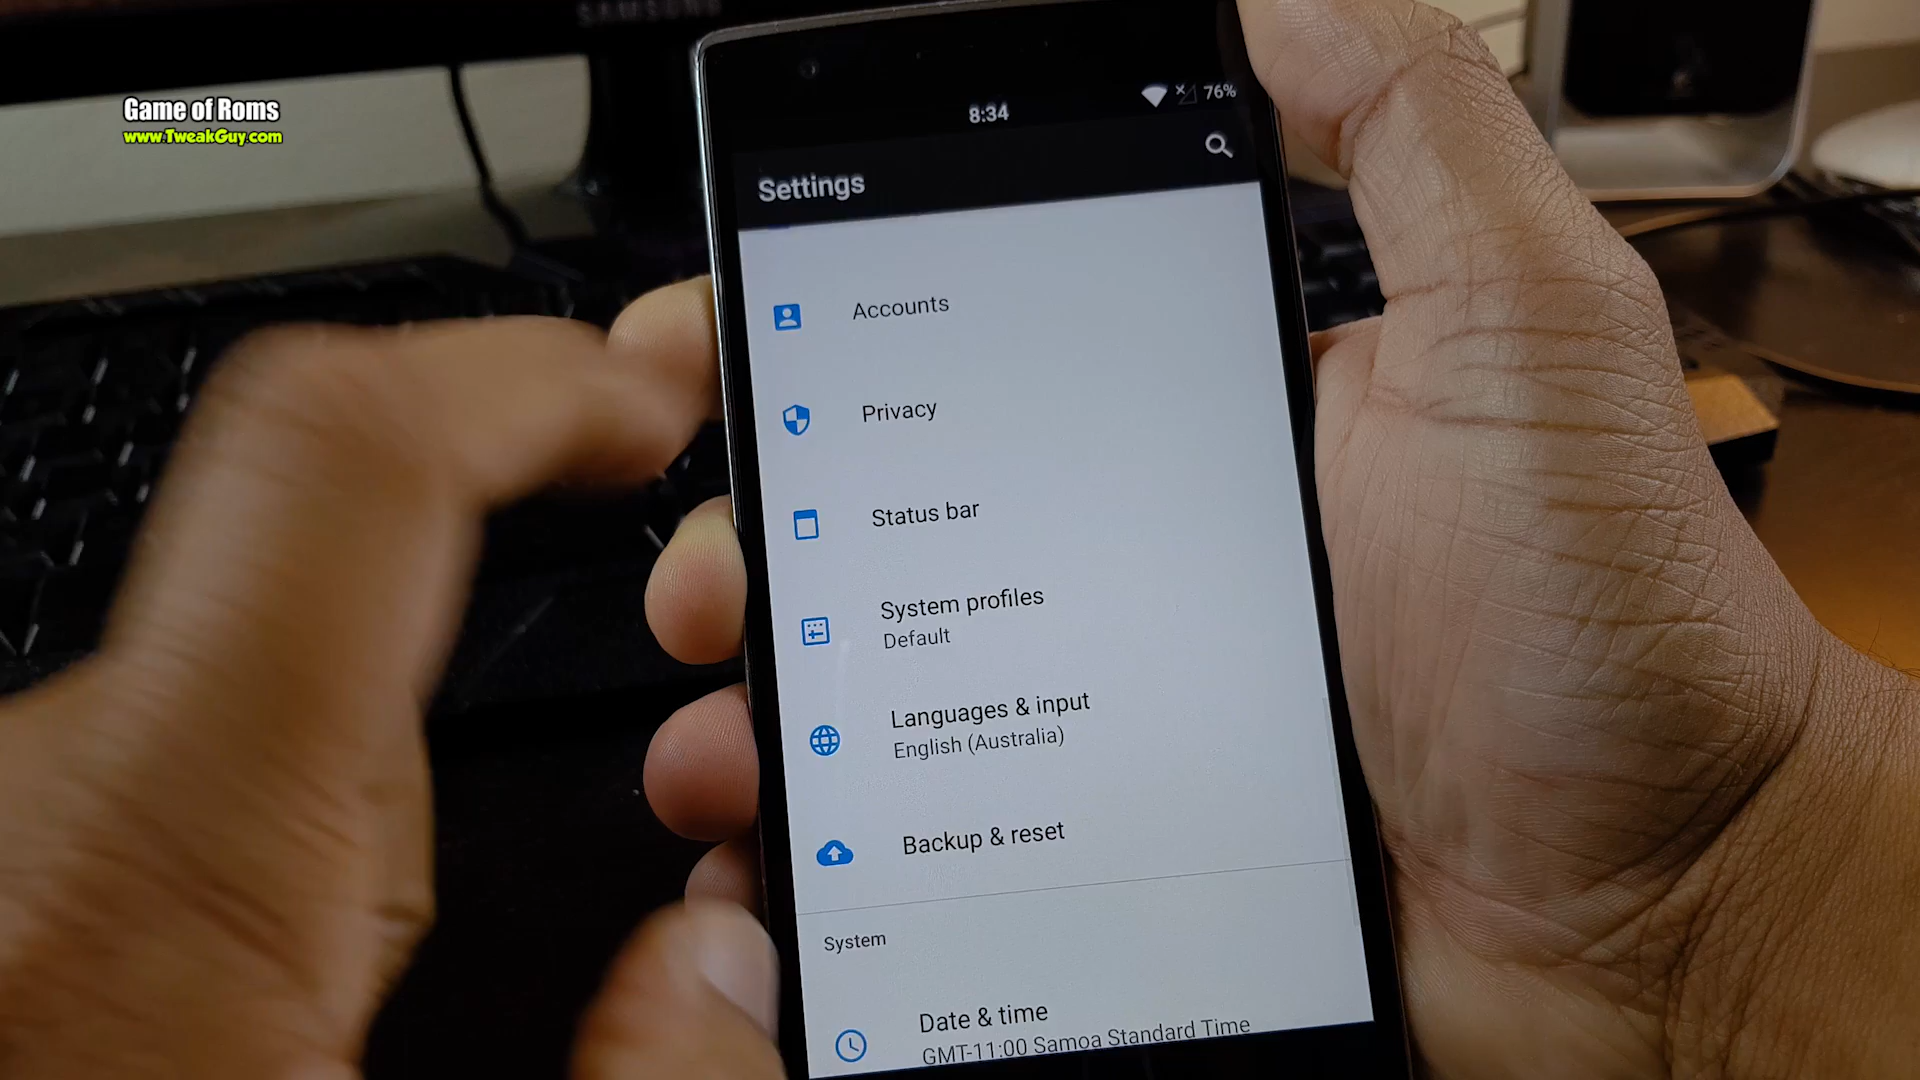 SAMSUNG
Game of Roms
www.TweakGuy.com
8:34
76%
Settings
Accounts
Privacy
Status bar
System profiles
Default
Languages & input
English (Australia)
Backup & reset
System
Date & time
GMT-11:00 Samoa Standard Time